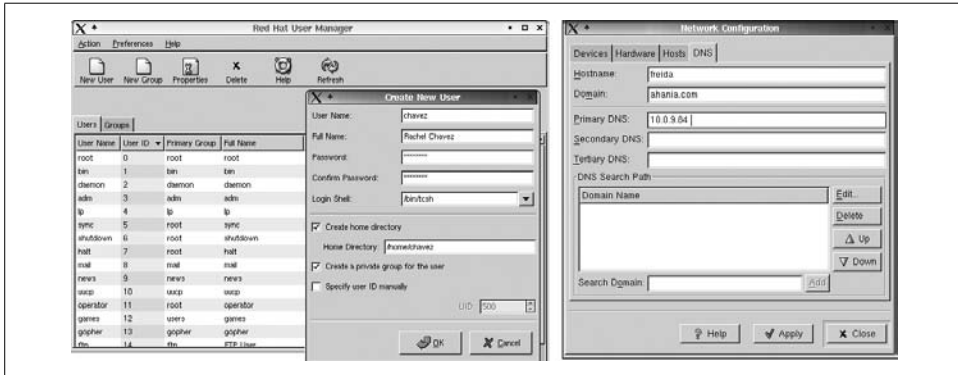 Red Hat User Manager
Action Preferences Help
New User New Group Properties Delete Help Refresh
Users Groups
User Name User ID Primary Group Full Name
root 0 root root
bin 1 bin bin
daemon 2 daemon daemon
adm 3 adm adm
lp 4 lp lp
sync 5 root sync
shutdown 6 root shutdown
halt 7 root halt
mail 8 mail mail
news 9 news news
uucp 10 uucp uucp
operator 11 root operator
games 12 users games
gopher 13 gopher gopher
ftp 14 ftp FTP User
Create New User
User Name: chavez
Full Name: Rachel Chavez
Password: ********
Confirm Password: ********
Login Shell: /bin/tcsh
Create home directory
Home Directory: /home/chavez
Create a private group for the user
Specify user ID manually
UID: 500
OK Cancel
Network Configuration
Devices Hardware Hosts DNS
Hostname: freida
Domain: ahania.com
Primary DNS: 10.0.9.84
Secondary DNS:
Tertiary DNS:
DNS Search Path
Domain Name
Edit...
Delete
Up
Down
Search Domain: Add
Help Apply Close